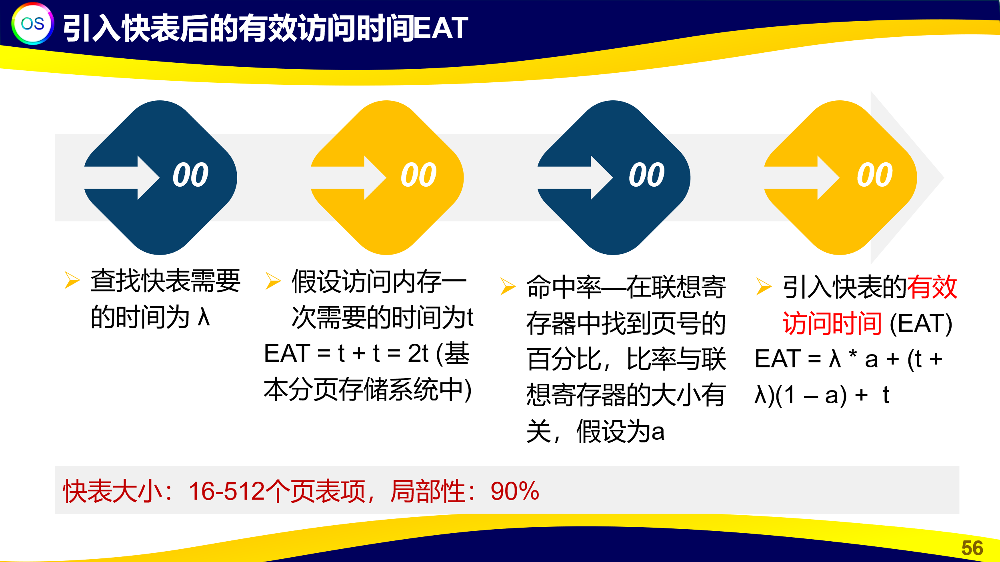 OS
引入快表后的有效访问时间EAT
00
00
00
00
查找快表需要
的时间为 λ
假设访问内存一
次需要的时间为t
EAT = t + t = 2t (基
本分页存储系统中)
命中率—在联想寄
存器中找到页号的
百分比，比率与联
想寄存器的大小有
关，假设为a
引入快表的有效
访问时间 (EAT)
EAT = λ * a + (t +
λ)(1 – a) + t
快表大小：16-512个页表项，局部性：90%
56